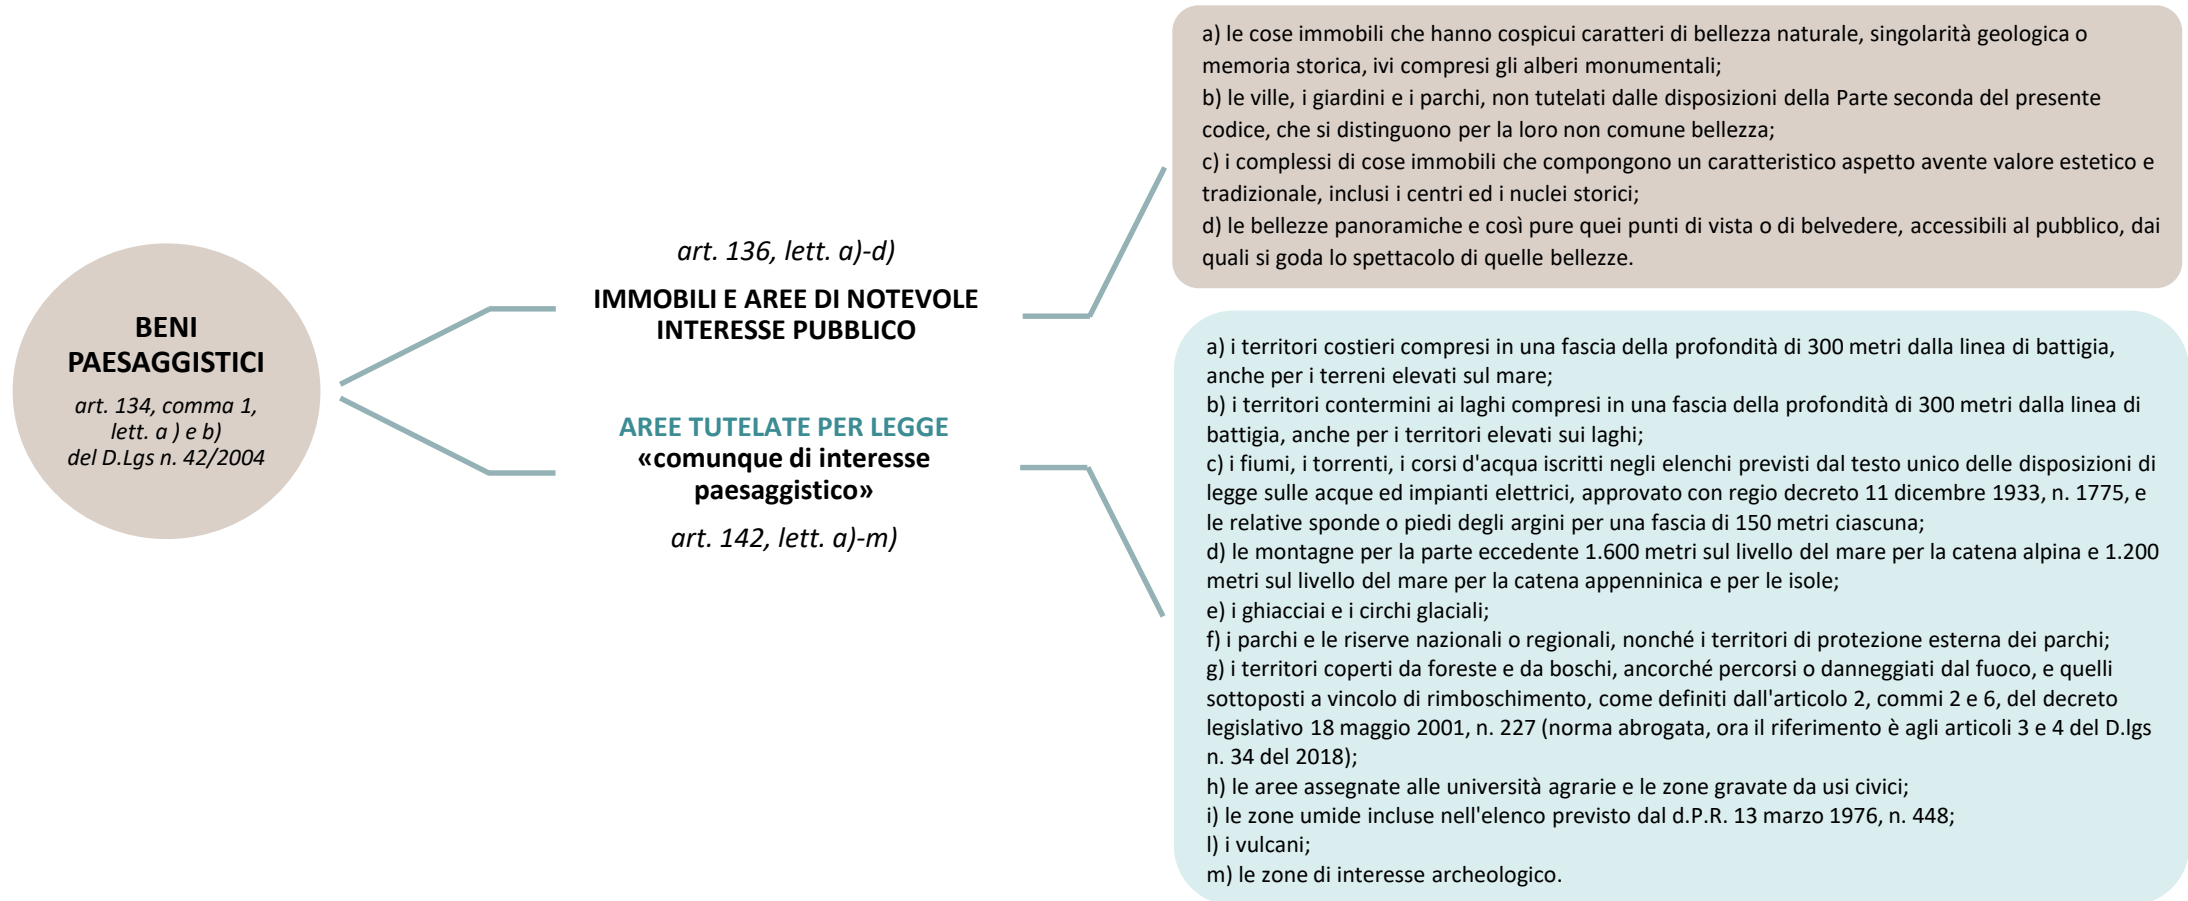 BENI
PAESAGGISTICI
art. 134, comma 1,
lett. a ) e b)
del D.Lgs n. 42/2004
art. 136, lett. a)-d)
IMMOBILI E AREE DI NOTEVOLE
INTERESSE PUBBLICO
AREE TUTELATE PER LEGGE
«comunque di interesse
paesaggistico»
art. 142, lett. a)-m)
a) le cose immobili che hanno cospicui caratteri di bellezza naturale, singolarità geologica o
memoria storica, ivi compresi gli alberi monumentali;
b) le ville, i giardini e i parchi, non tutelati dalle disposizioni della Parte seconda del presente
codice, che si distinguono per la loro non comune bellezza;
c) i complessi di cose immobili che compongono un caratteristico aspetto avente valore estetico e
tradizionale, inclusi i centri ed i nuclei storici;
d) le bellezze panoramiche e così pure quei punti di vista o di belvedere, accessibili al pubblico, dai
quali si goda lo spettacolo di quelle bellezze.
a) i territori costieri compresi in una fascia della profondità di 300 metri dalla linea di battigia,
anche per i terreni elevati sul mare;
b) i territori contermini ai laghi compresi in una fascia della profondità di 300 metri dalla linea di
battigia, anche per i territori elevati sui laghi;
c) i fiumi, i torrenti, i corsi d'acqua iscritti negli elenchi previsti dal testo unico delle disposizioni di
legge sulle acque ed impianti elettrici, approvato con regio decreto 11 dicembre 1933, n. 1775, e
le relative sponde o piedi degli argini per una fascia di 150 metri ciascuna;
d) le montagne per la parte eccedente 1.600 metri sul livello del mare per la catena alpina e 1.200
metri sul livello del mare per la catena appenninica e per le isole;
e) i ghiacciai e i circhi glaciali;
f) i parchi e le riserve nazionali o regionali, nonché i territori di protezione esterna dei parchi;
g) i territori coperti da foreste e da boschi, ancorché percorsi o danneggiati dal fuoco, e quelli
sottoposti a vincolo di rimboschimento, come definiti dall'articolo 2, commi 2 e 6, del decreto
legislativo 18 maggio 2001, n. 227 (norma abrogata, ora il riferimento è agli articoli 3 e 4 del D.lgs
n. 34 del 2018);
h) le aree assegnate alle università agrarie e le zone gravate da usi civici;
i) le zone umide incluse nell'elenco previsto dal d.P.R. 13 marzo 1976, n. 448;
l) i vulcani;
m) le zone di interesse archeologico.